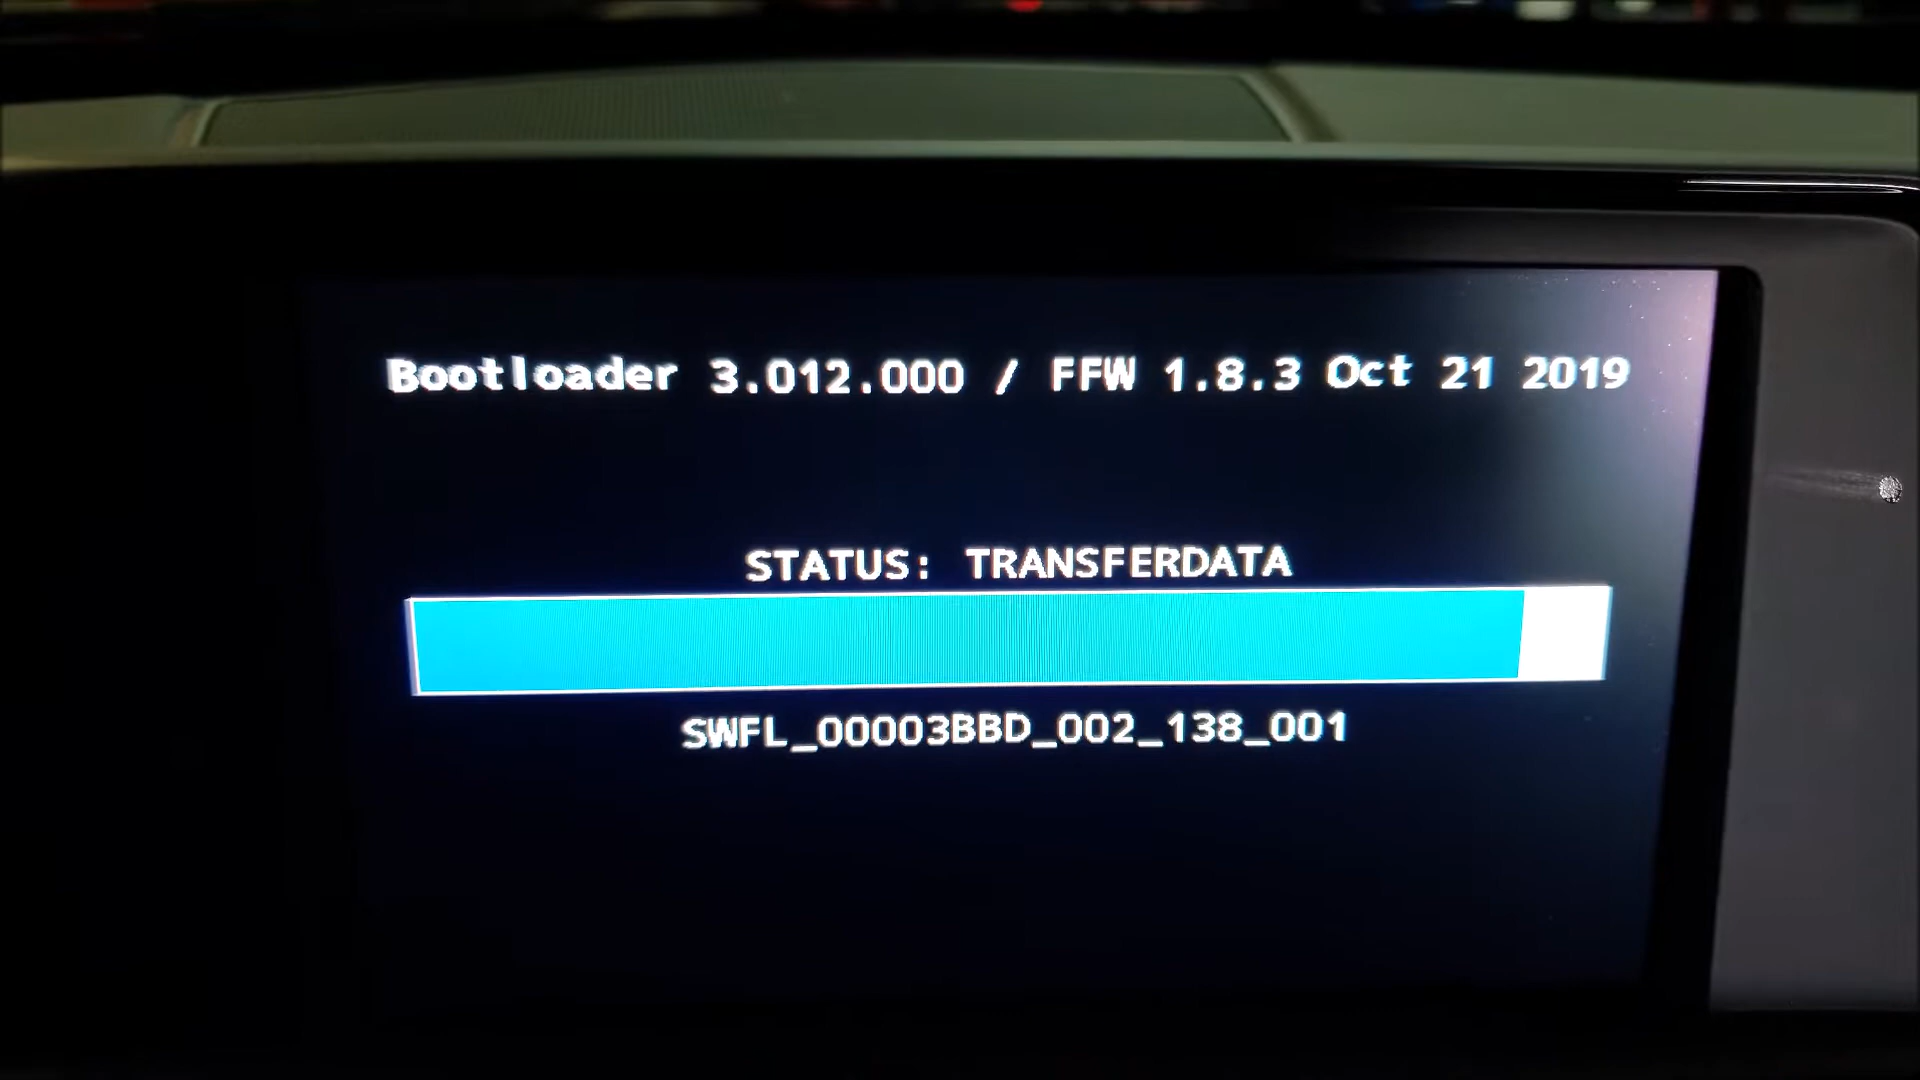 Bootloader 3.012.000 / FFW 1.8.3 Oct 21 2019
STATUS: TRANSFERDATA
SWFL_00003BBD_002_138_001